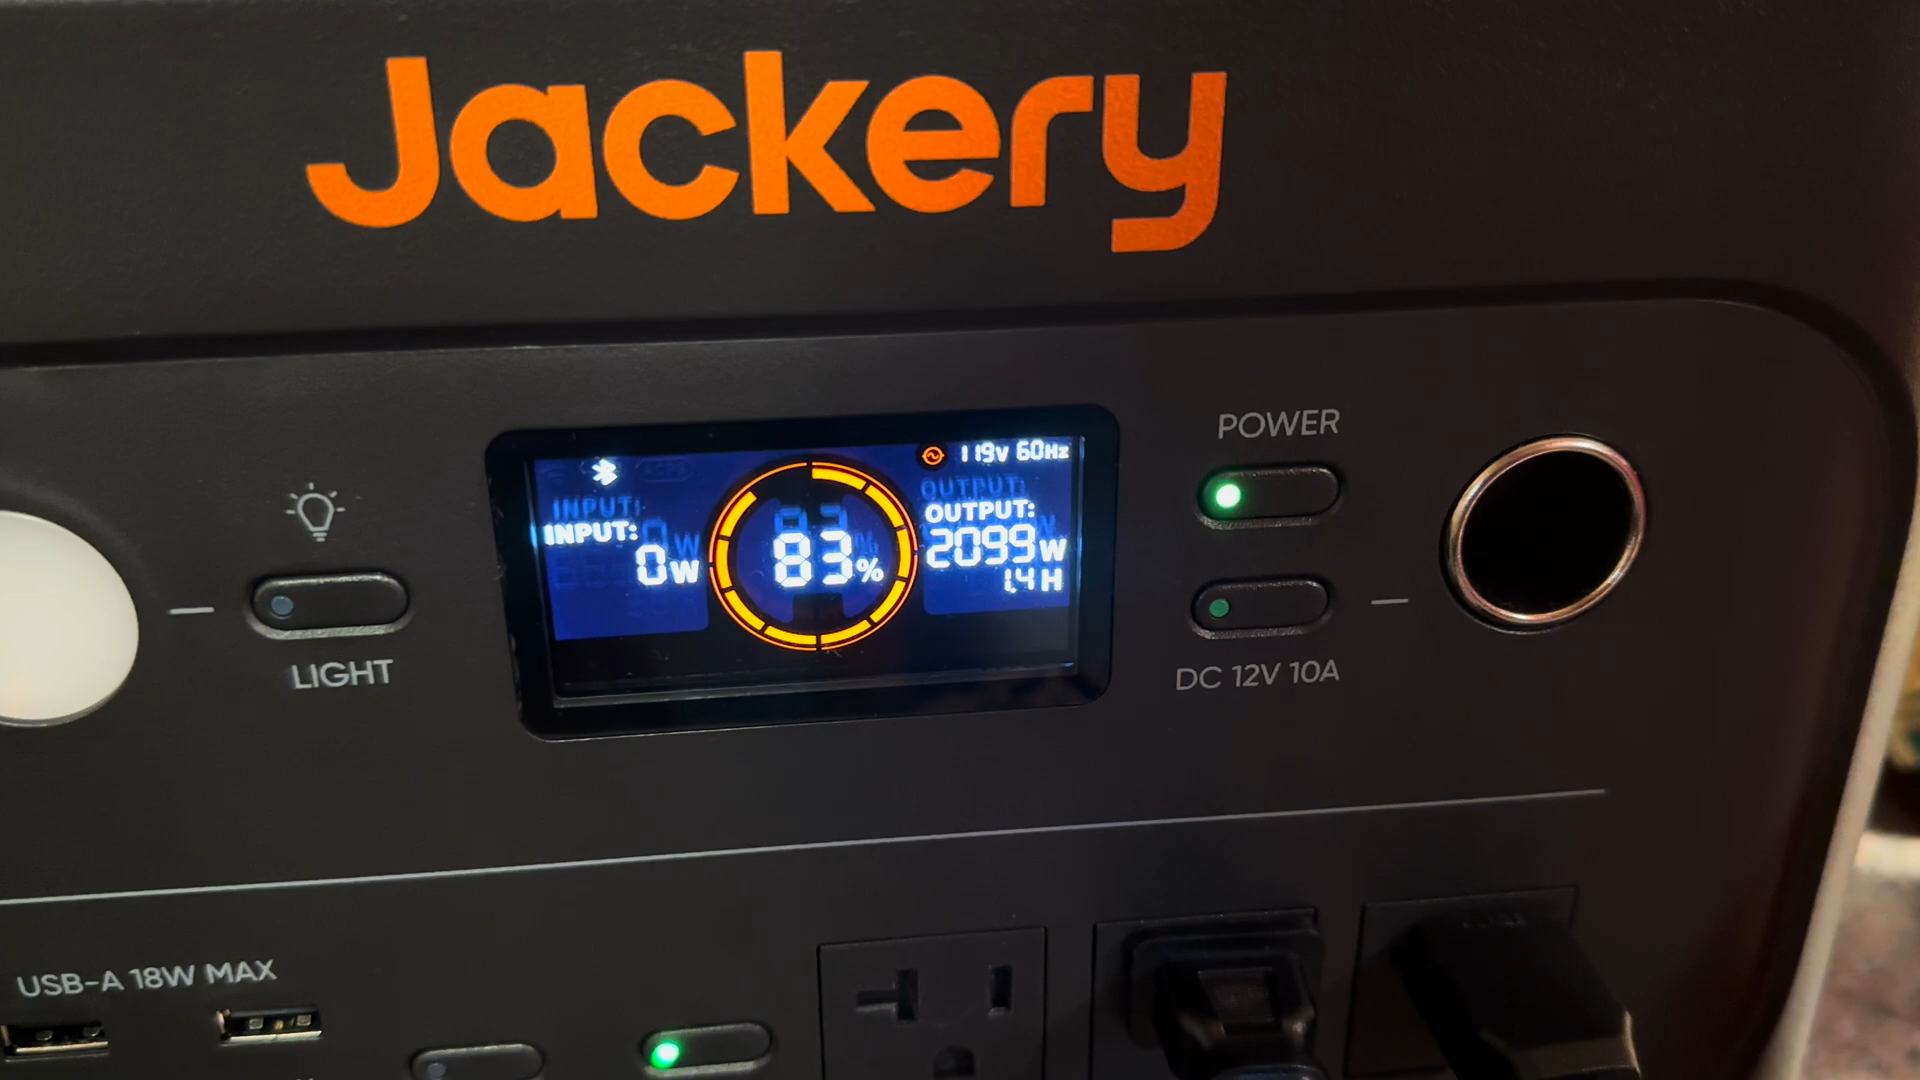 Jackery
119V 60Hz
INPUT:
0W
83%
OUTPUT:
2099W
1.4H
POWER
LIGHT
DC 12V 10A
USB-A 18W MAX